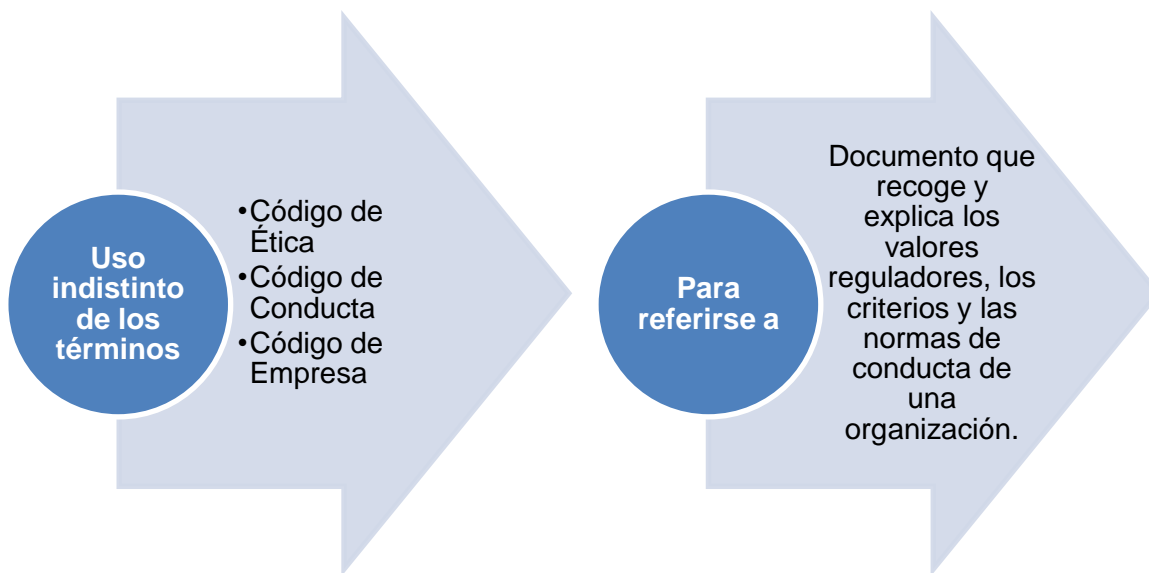 Uso
indistinto
de los
términos
•Código de
Ética
•Código de
Conducta
•Código de
Empresa
Para
referirse a
Documento que
recoge y
explica los
valores
reguladores, los
criterios y las
normas de
conducta de
una
organización.